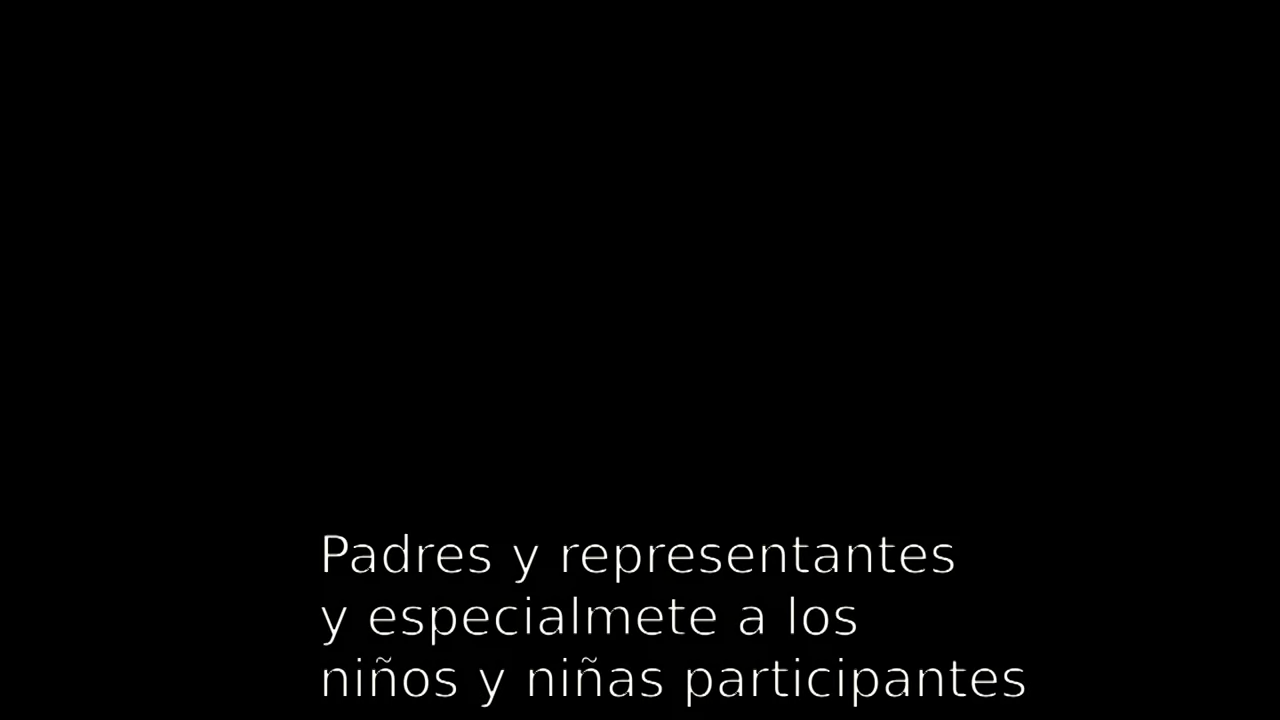 Padres y representantes
y especialmete a los
niños y niñas participantes